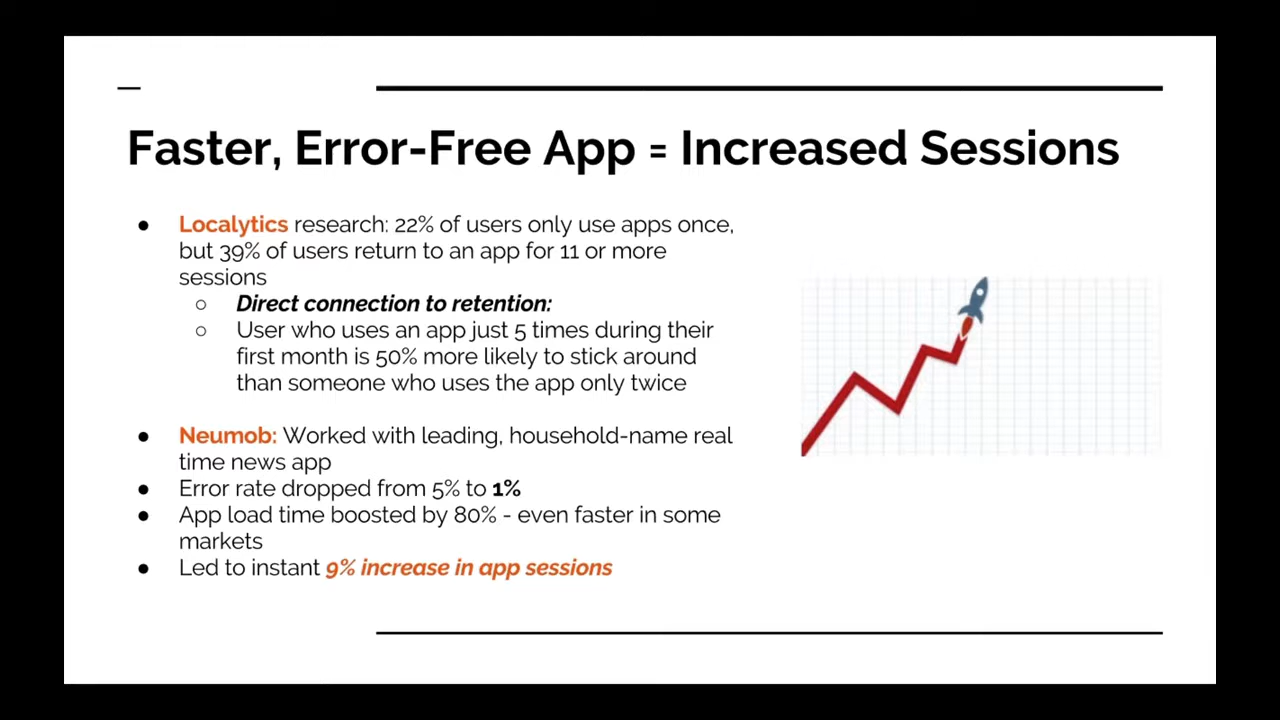 Faster, Error-Free App = Increased Sessions
● Localytics research: 22% of users only use apps once,
but 39% of users return to an app for 11 or more
sessions
○ Direct connection to retention:
○ User who uses an app just 5 times during their
first month is 50% more likely to stick around
than someone who uses the app only twice
● Neumob: Worked with leading, household-name real
time news app
● Error rate dropped from 5% to 1%
● App load time boosted by 80% - even faster in some
markets
● Led to instant 9% increase in app sessions